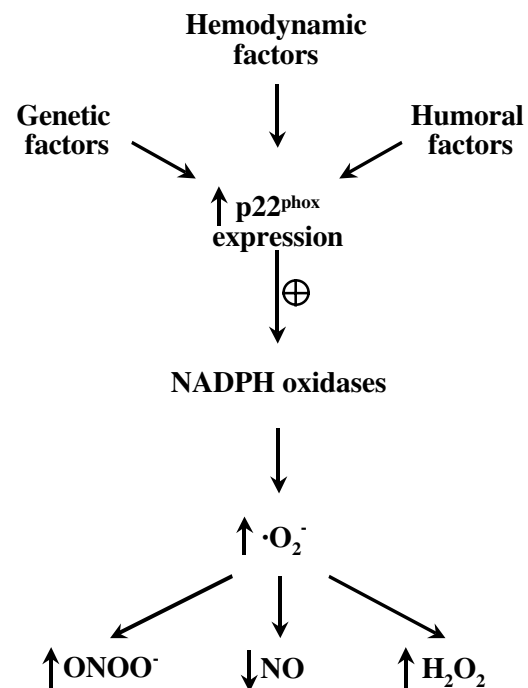 Hemodynamic
factors
Genetic
factors
Humoral
factors
↑ p22ᵖʰᵒˣ
expression
⊕
NADPH oxidases
↑ ·O₂⁻
↑ ONOO⁻
↓ NO
↑ H₂O₂